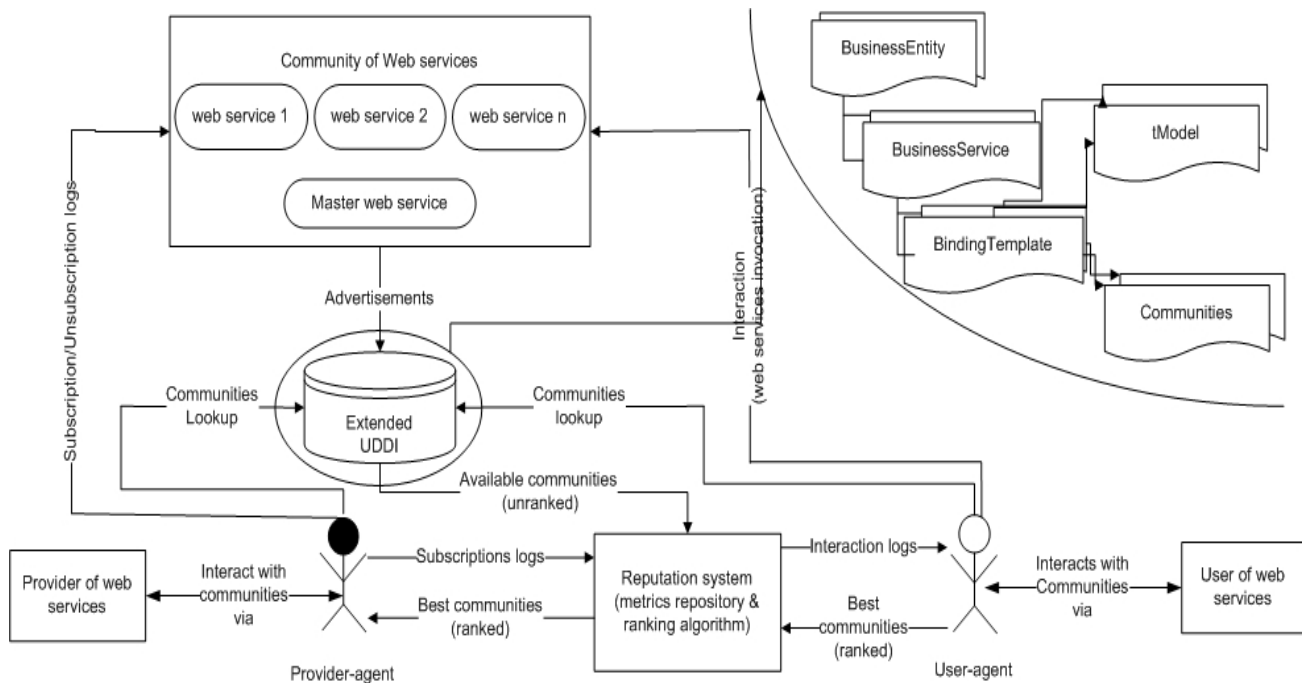 Community of Web services
web service 1
web service 2
web service n
Master web service
BusinessEntity
BusinessService
BindingTemplate
tModel
Communities
Subscription/Unsubscription logs
Advertisements
Interaction
(web services invocation)
Communities
Lookup
Extended
UDDI
Communities
lookup
Available communities
(unranked)
Provider of web
services
Interact with
communities
via
Provider-agent
Subscriptions logs
Best communities
(ranked)
Reputation system
(metrics repository &
ranking algorithm)
Interaction logs
Best
communities
(ranked)
User-agent
Interacts with
Communities
via
User of web
services